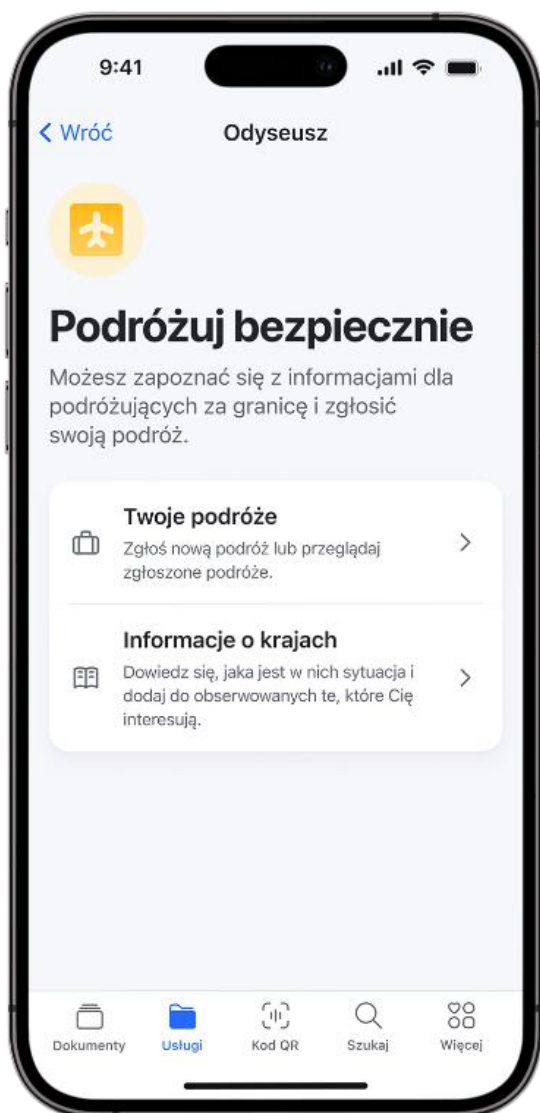 9:41
Wróć
Odyseusz
Podróżuj bezpiecznie
Możesz zapoznać się z informacjami dla
podróżujących za granicę i zgłosić
swoją podróż.
Twoje podróże
Zgłoś nową podróż lub przeglądaj
zgłoszone podróże.
Informacje o krajach
Dowiedz się, jaka jest w nich sytuacja i
dodaj do obserwowanych te, które Cię
interesują.
Dokumenty
Usługi
Kod QR
Szukaj
Więcej